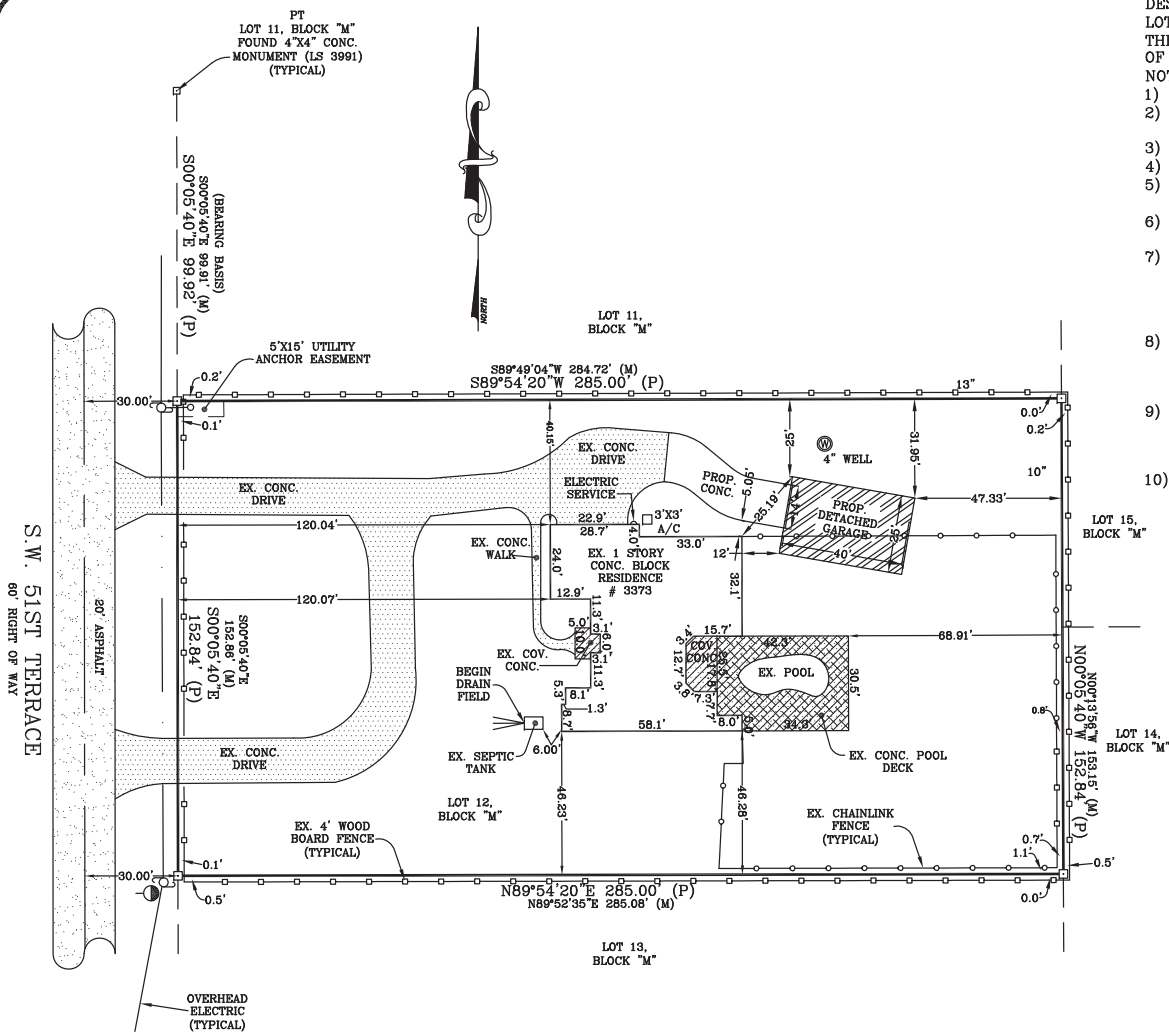 PT
LOT 11, BLOCK "M"
FOUND 4"X4" CONC.
MONUMENT (LS 3991)
(TYPICAL)
(BEARING BASIS)
S00°05'40"E 99.91' (M)
S00°05'40"E 99.92' (P)
NORTH
DES
LOT
THE
OF
NOT
1)
2)
3)
4)
5)
6)
7)
8)
9)
10)
LOT 11,
BLOCK "M"
5'X15' UTILITY
ANCHOR EASEMENT
S89°49'04"W 284.72' (M)
S89°54'20"W 285.00' (P)
0.2'
13"
30.00'
0.1'
0.0'
0.2'
40.15'
25'
31.95'
4" WELL
W
10"
EX. CONC.
DRIVE
PROP.
CONC.
5.05'
25.19'
14'
47.33'
ELECTRIC
SERVICE
EX. CONC.
DRIVE
PROP.
DETACHED
GARAGE
25'
40'
LOT 15,
BLOCK "M"
120.04'
22.9'
28.7'
4.0'
3'X3'
A/C
33.0'
12'
EX. CONC.
WALK
24.0'
EX. 1 STORY
CONC. BLOCK
RESIDENCE
# 3373
32.1'
120.07'
12.9'
11.3'
5.0'
3.1'
10.0'
6.0'
3.1'
11.3'
EX. COV.
CONC.
15.7'
42.3'
68.91'
3.4'
COV
CONC
12.7'
3.8'
7.3'
17.8'
7.7'
8.0'
EX. POOL
30.5'
34.3'
6.0'
S00°05'40"E
152.86' (M)
S00°05'40"E
152.84' (P)
S.W. 51ST TERRACE
60' RIGHT OF WAY
20' ASPHALT
BEGIN
DRAIN
FIELD
5.3'
8.1'
1.3'
8.7'
58.1'
EX. SEPTIC
TANK
6.00'
EX. CONC. POOL
DECK
EX. CONC.
DRIVE
N00°13'56"W 153.15' (M)
N00°05'40"W 152.84' (P)
0.8'
LOT 14,
BLOCK "M"
LOT 12,
BLOCK "M"
46.23'
46.28'
EX. 4' WOOD
BOARD FENCE
(TYPICAL)
EX. CHAINLINK
FENCE
(TYPICAL)
0.7'
1.1'
0.5'
0.1'
30.00'
0.5'
0.0'
N89°54'20"E 285.00' (P)
N89°52'35"E 285.08' (M)
LOT 13,
BLOCK "M"
OVERHEAD
ELECTRIC
(TYPICAL)